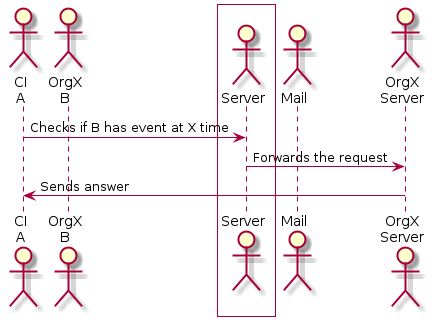 CI
A
OrgX
B
Server
Mail
OrgX
Server
Checks if B has event at X time
Forwards the request
Sends answer
CI
A
OrgX
B
Server
Mail
OrgX
Server